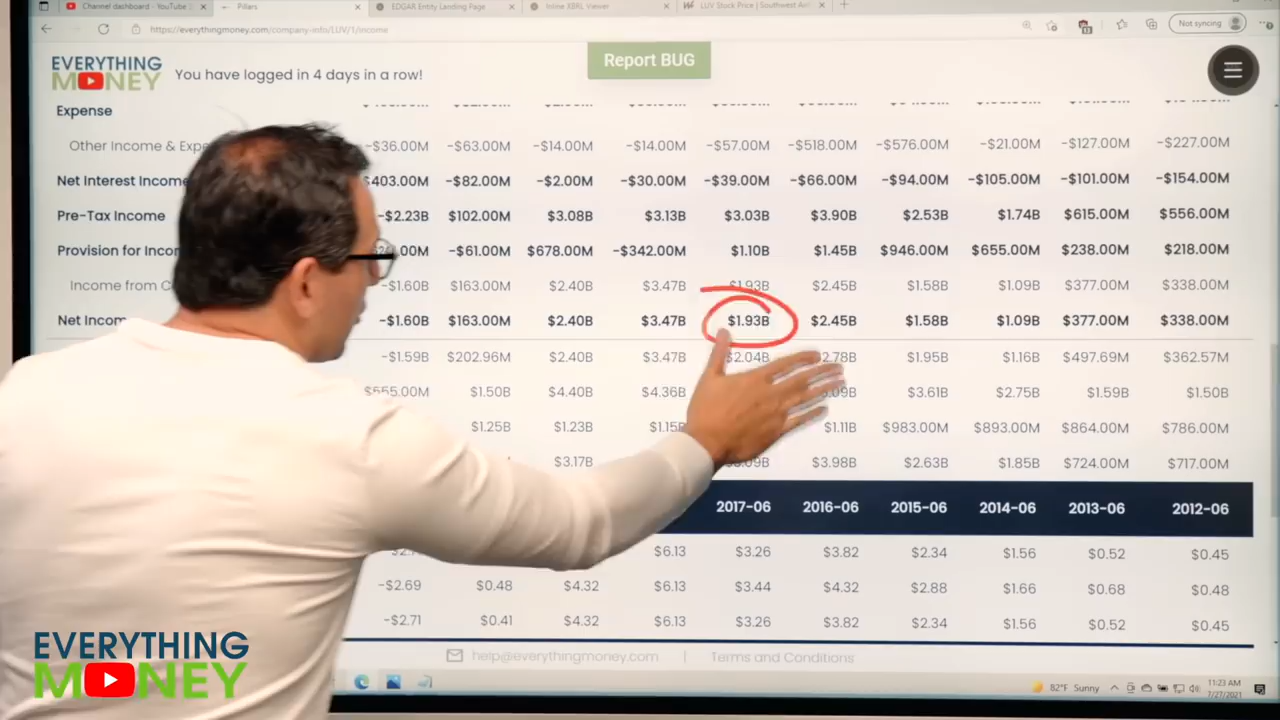 Channel dashboard - YouTube
Pillars
EDGAR Entity Landing Page
Inline XBRL Viewer
LUV Stock Price | Southwest Air
https://everythingmoney.com/company-info/LUV/1/income
Not syncing
EVERYTHING
MONEY
You have logged in 4 days in a row!
Report BUG
Expense
Other Income & Expe -$36.00M -$63.00M -$14.00M -$14.00M -$57.00M -$518.00M -$576.00M -$21.00M -$127.00M -$227.00M
Net Interest Income $403.00M -$82.00M -$2.00M -$30.00M -$39.00M -$66.00M -$94.00M -$105.00M -$101.00M -$154.00M
Pre-Tax Income -$2.23B $102.00M $3.08B $3.13B $3.03B $3.90B $2.53B $1.74B $615.00M $556.00M
Provision for Incom .00M -$61.00M $678.00M -$342.00M $1.10B $1.45B $946.00M $655.00M $238.00M $218.00M
Income from C -$1.60B $163.00M $2.40B $3.47B $1.93B $2.45B $1.58B $1.09B $377.00M $338.00M
Net Incom -$1.60B $163.00M $2.40B $3.47B $1.93B $2.45B $1.58B $1.09B $377.00M $338.00M
-$1.59B $202.96M $2.40B $3.47B $2.04B $2.78B $1.95B $1.16B $497.69M $362.57M
$555.00M $1.50B $4.40B $4.36B .09B $3.61B $2.75B $1.59B $1.50B
$1.25B $1.23B $1.15B $1.11B $983.00M $893.00M $864.00M $786.00M
$3.17B $3.09B $3.98B $2.63B $1.85B $724.00M $717.00M
2017-06 2016-06 2015-06 2014-06 2013-06 2012-06
$6.13 $3.26 $3.82 $2.34 $1.56 $0.52 $0.45
-$2.69 $0.48 $4.32 $6.13 $3.44 $4.32 $2.88 $1.66 $0.68 $0.48
-$2.71 $0.41 $4.32 $6.13 $3.26 $3.82 $2.34 $1.56 $0.52 $0.45
help@everythingmoney.com | Terms and Conditions
82°F Sunny
11:23 AM
7/27/2021
EVERYTHING
MONEY